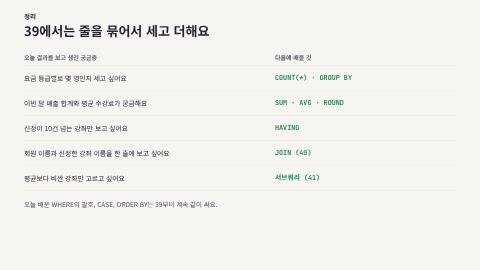 정리
39에서는 줄을 묶어서 세고 더해요
오늘 결과를 보고 생긴 궁금증 다음에 배울 것
요금 등급별로 몇 명인지 세고 싶어요 COUNT(*) · GROUP BY
이번 달 매출 합계와 평균 수강료가 궁금해요 SUM · AVG · ROUND
신청이 10건 넘는 강좌만 보고 싶어요 HAVING
회원 이름과 신청한 강좌 이름을 한 줄에 보고 싶어요 JOIN (40)
평균보다 비싼 강좌만 고르고 싶어요 서브쿼리 (41)
오늘 배운 WHERE의 괄호, CASE, ORDER BY는 39부터 계속 같이 써요.